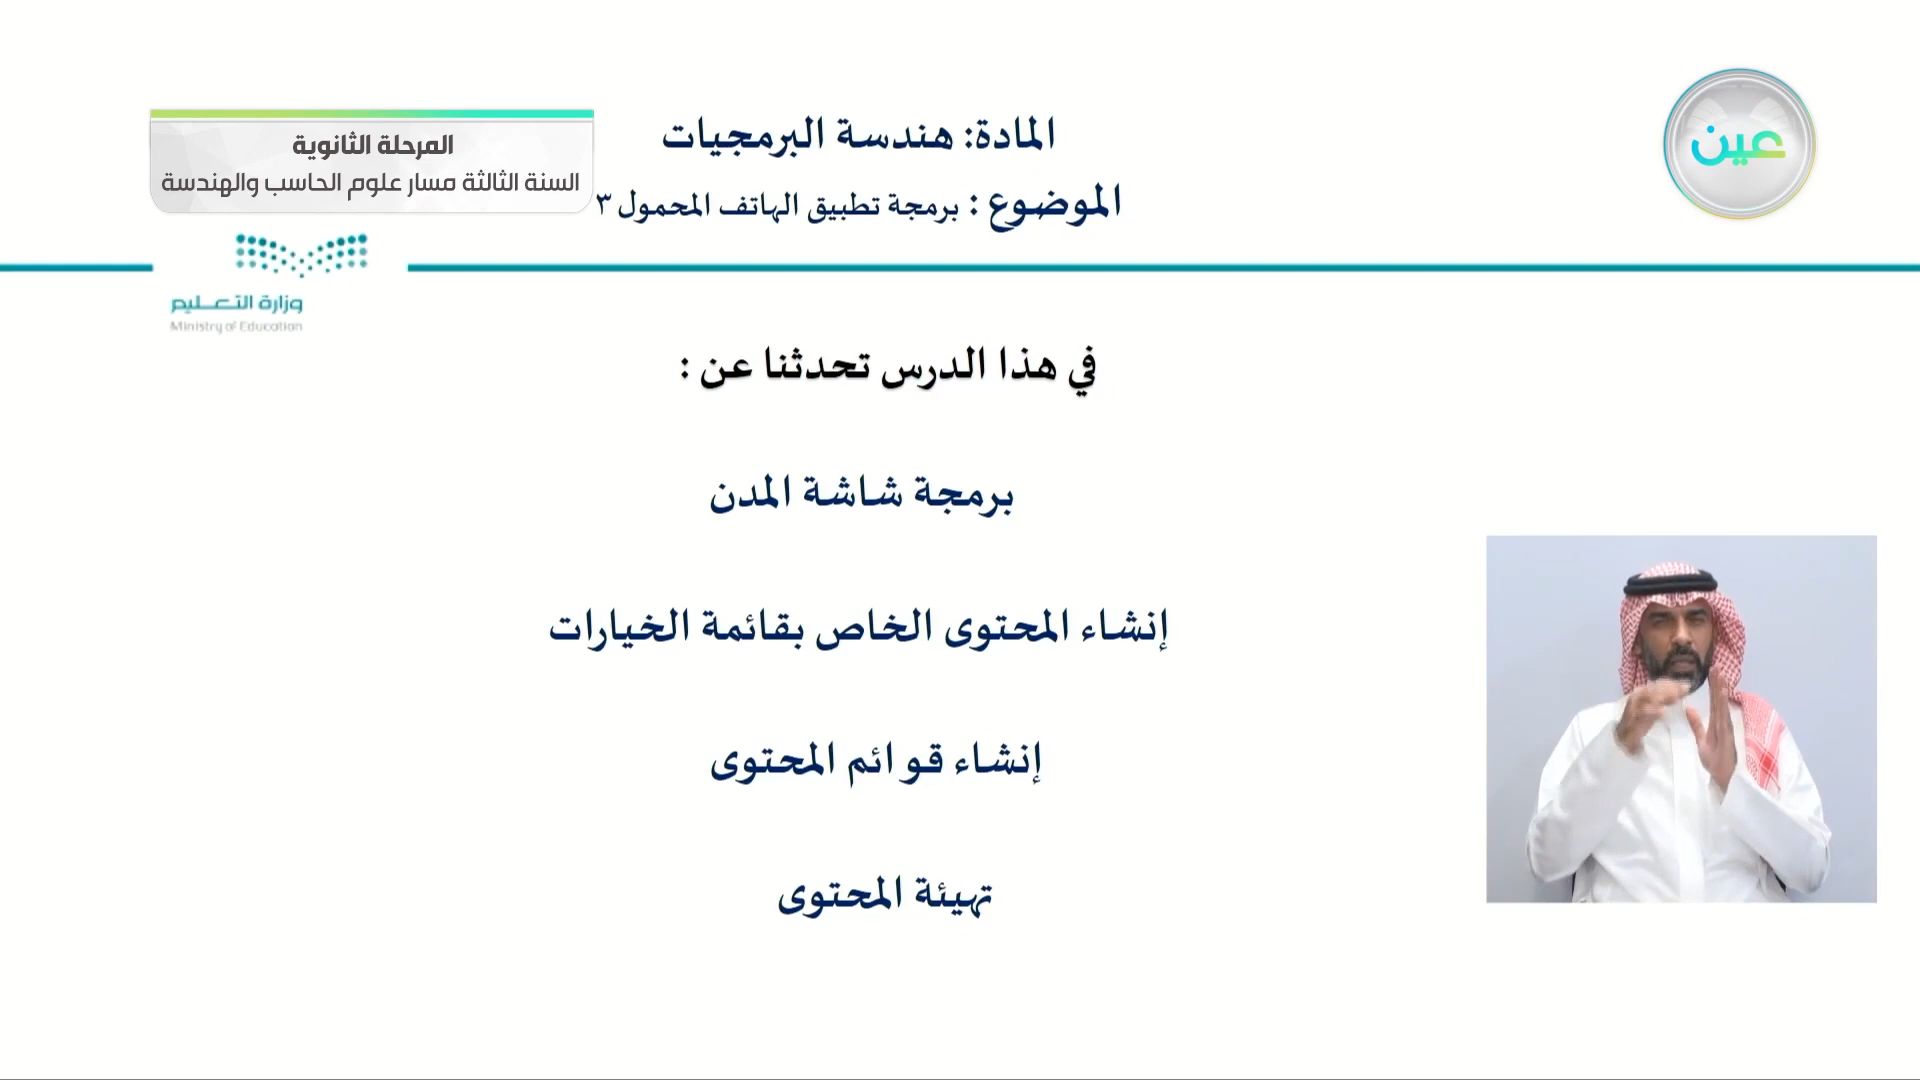 عين
المادة: هندسة البرمجيات
الموضوع : برمجة تطبيق الهاتف المحمول ٣
المرحلة الثانوية
السنة الثالثة مسار علوم الحاسب والهندسة
وزارة التعليم
Ministry of Education
في هذا الدرس تحدثنا عن :
برمجة شاشة المدن
إنشاء المحتوى الخاص بقائمة الخيارات
إنشاء قوائم المحتوى
تهيئة المحتوى